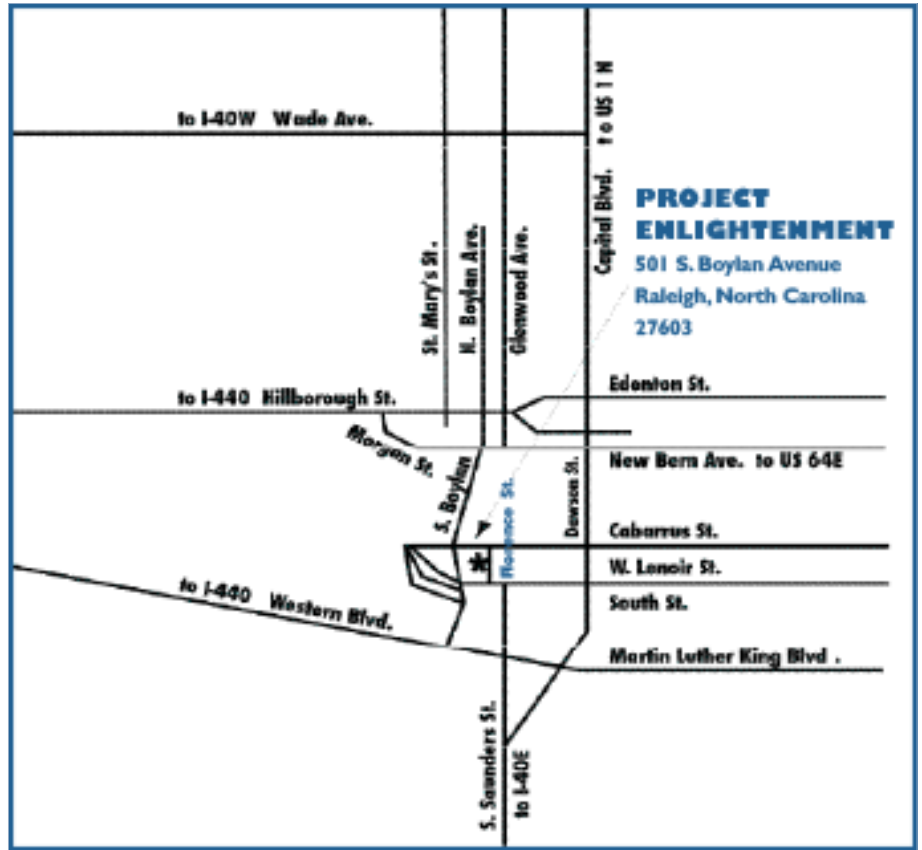 to I-40W Wade Ave.
to US 1 N
Capital Blvd.
PROJECT
ENLIGHTENMENT
501 S. Boylan Avenue
Raleigh, North Carolina
27603
St. Mary's St.
N. Boylan Ave.
Glenwood Ave.
to I-440 Hillborough St.
Edenton St.
Morgan St.
New Bern Ave. to US 64E
S. Boylan
Florence St.
Dawson St.
Cabarrus St.
*
W. Lenoir St.
to I-440 Western Blvd.
South St.
Martin Luther King Blvd .
S. Saunders St.
to I-40E